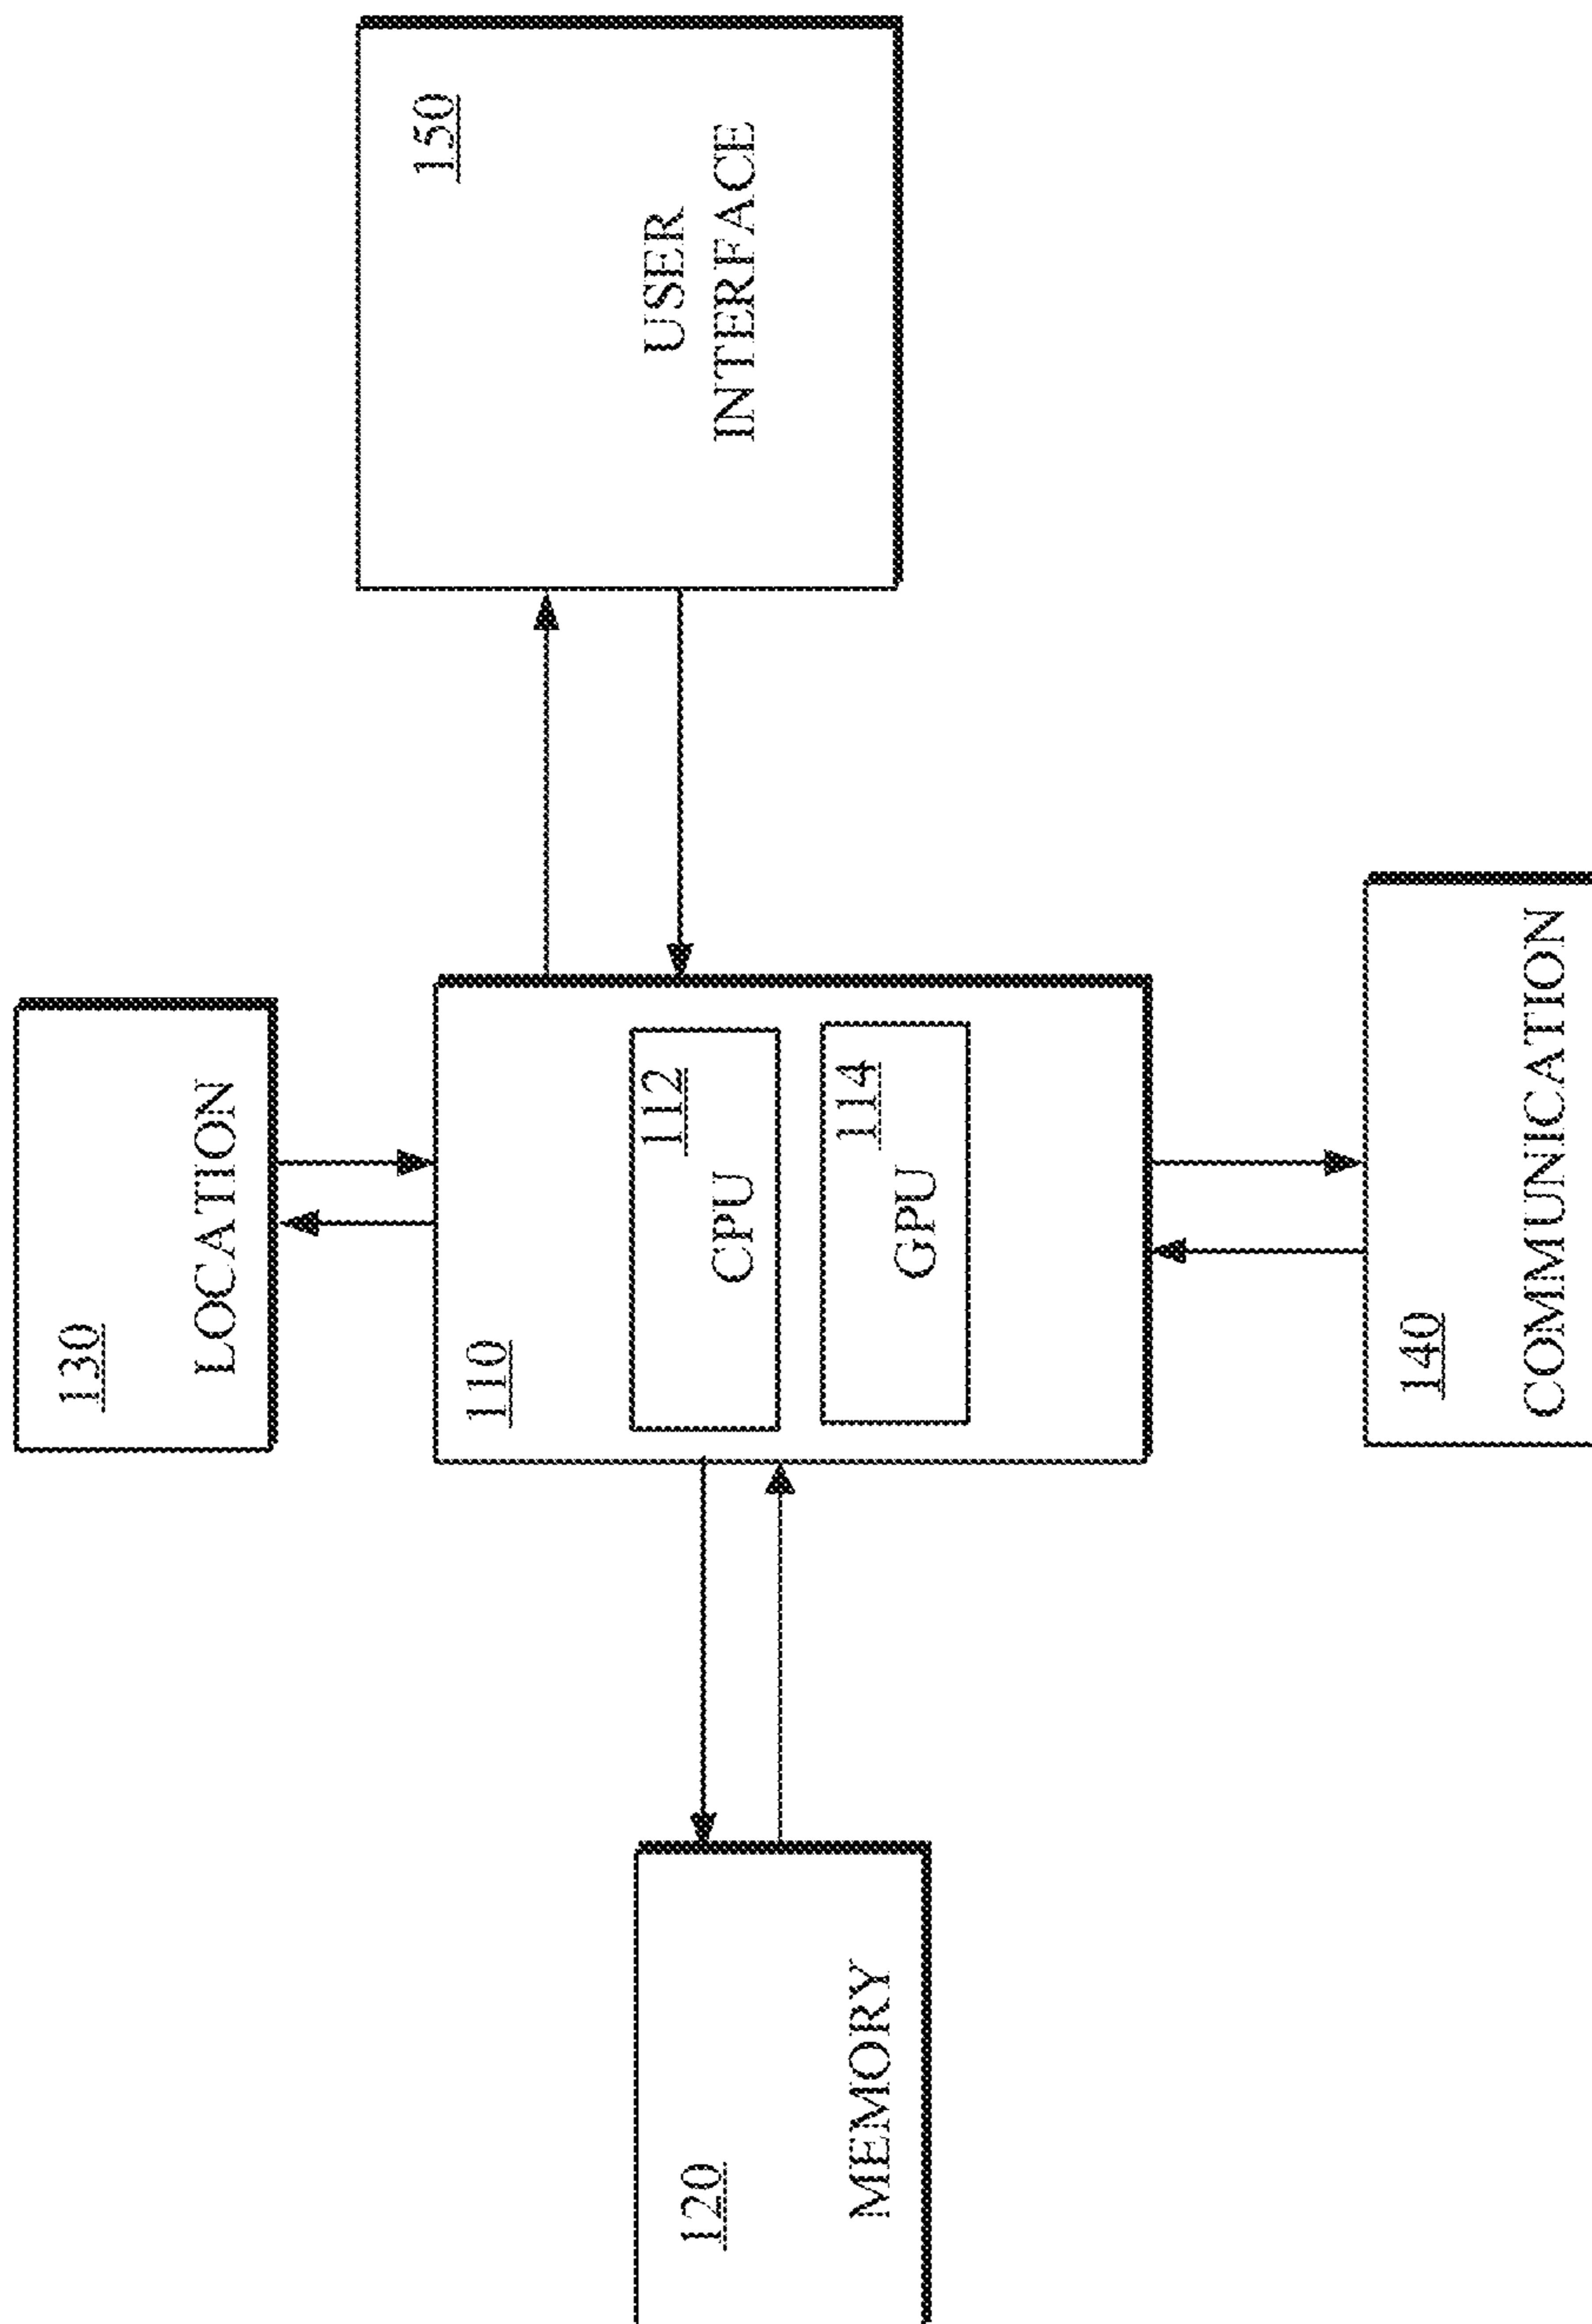 130
LOCATION
120
MEMORY
110
112
CPU
114
GPU
150
USER
INTERFACE
140
COMMUNICATION